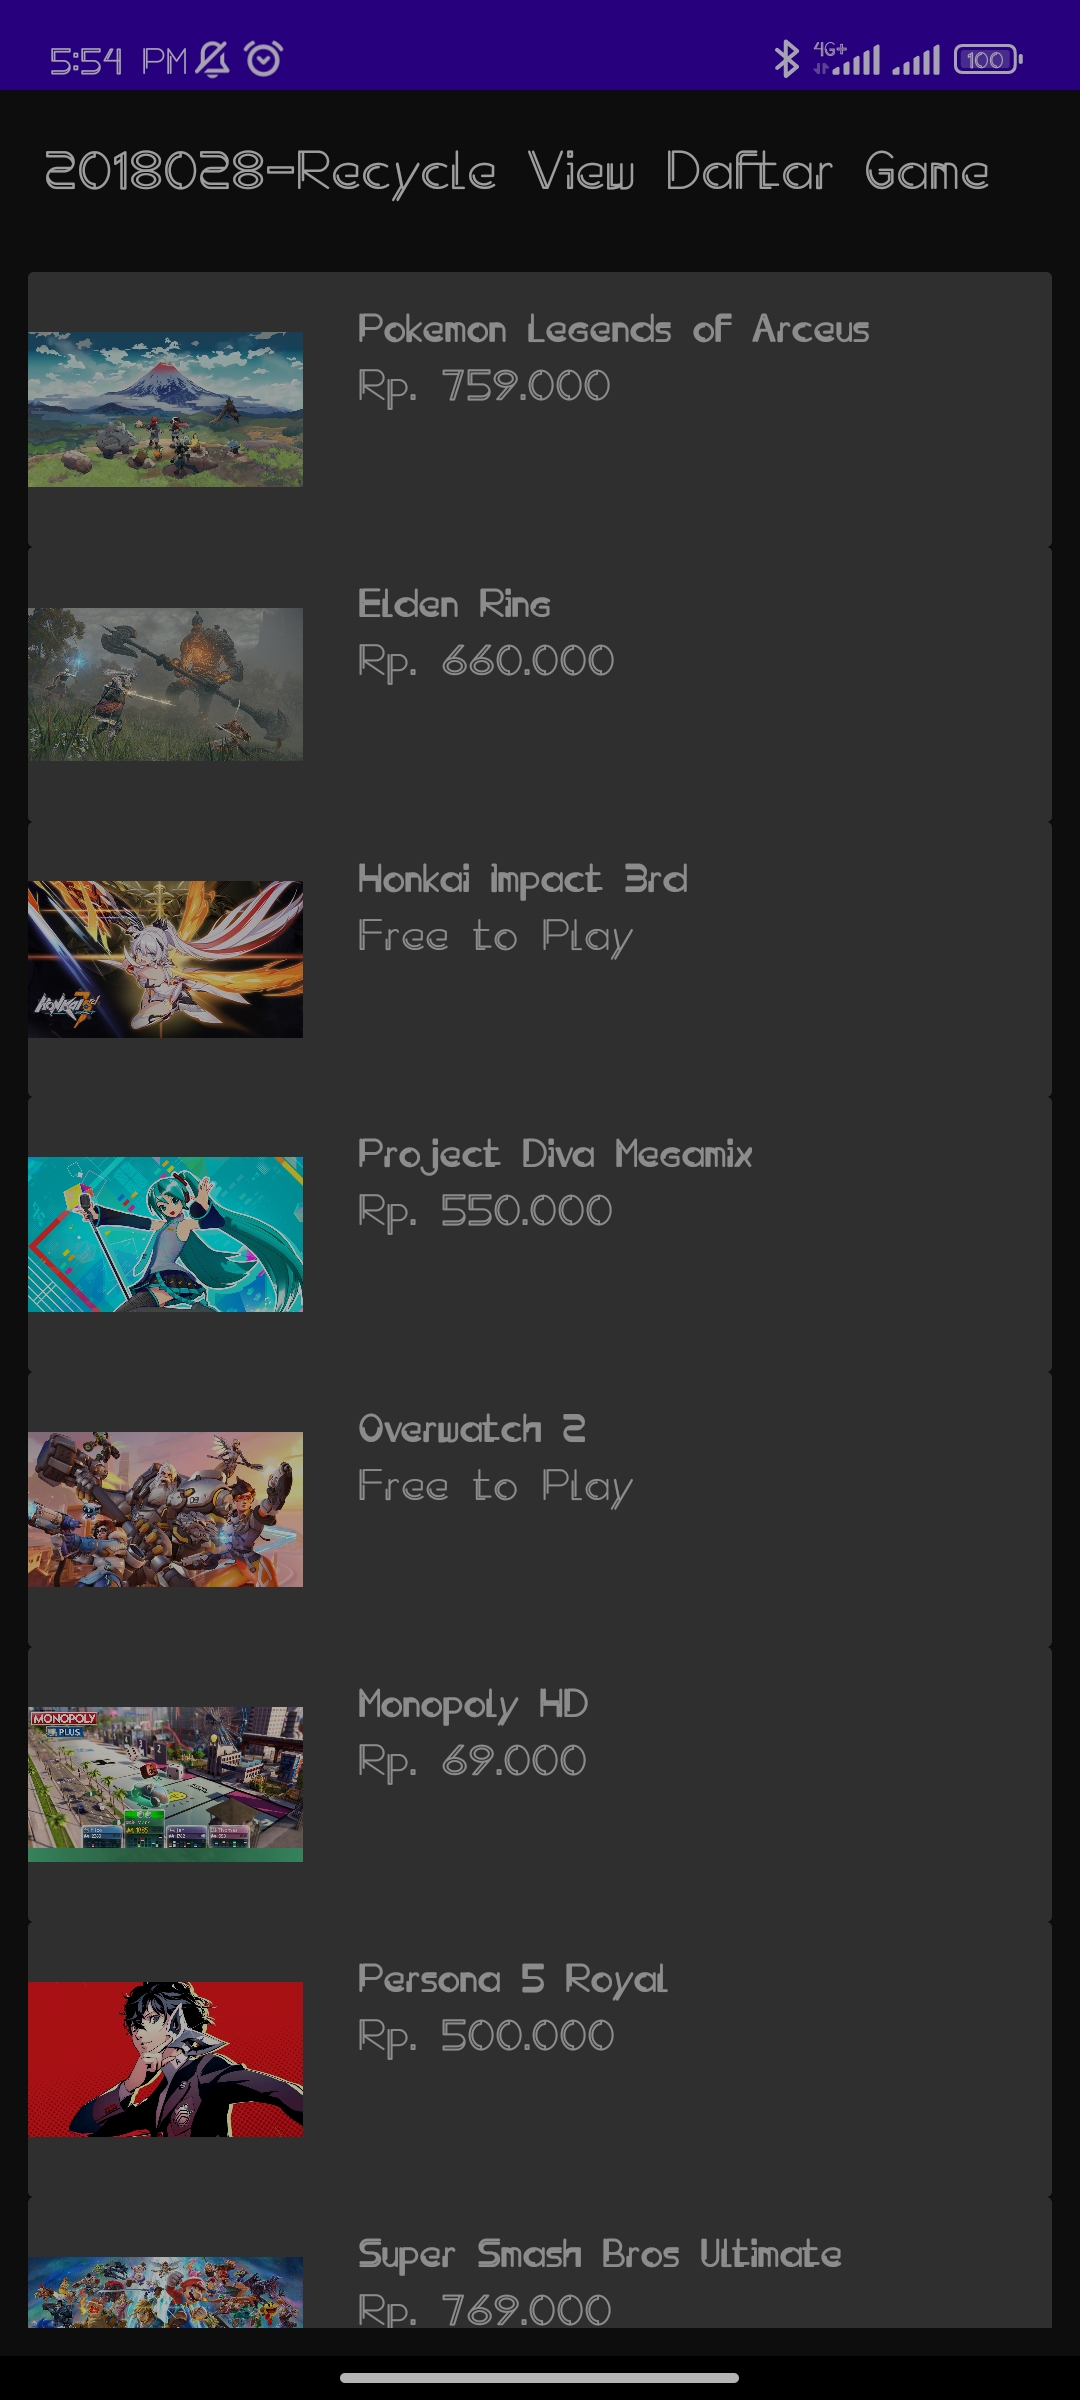 5:54 PM
4G+
100
2018028-Recycle View Daftar Game
Pokemon Legends of Arceus
Rp. 759.000
Elden Ring
Rp. 660.000
Honkai Impact 3rd
Free to Play
HONKAI 3rd
Project Diva Megamix
Rp. 550.000
Overwatch 2
Free to Play
Monopoly HD
Rp. 69.000
MONOPOLY
PLUS
Persona 5 Royal
Rp. 500.000
Super Smash Bros Ultimate
Rp. 769.000